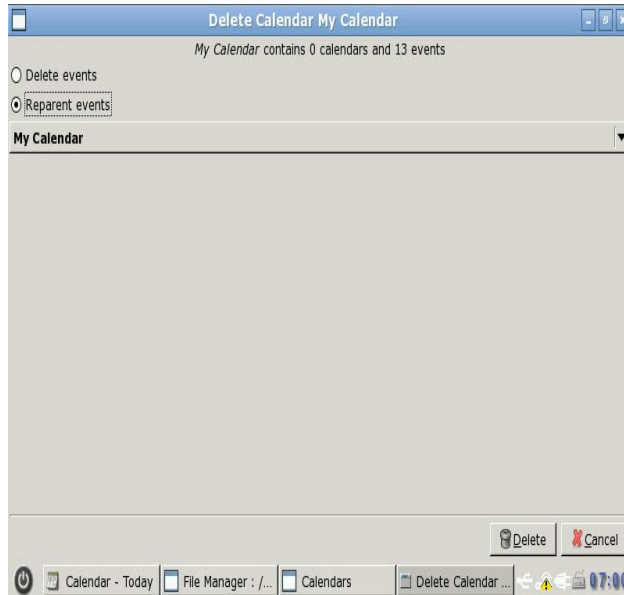 Delete Calendar My Calendar
My Calendar contains 0 calendars and 13 events
Delete events
Reparent events
My Calendar
Delete
Cancel
Calendar - Today
File Manager : /...
Calendars
Delete Calendar ...
07:00